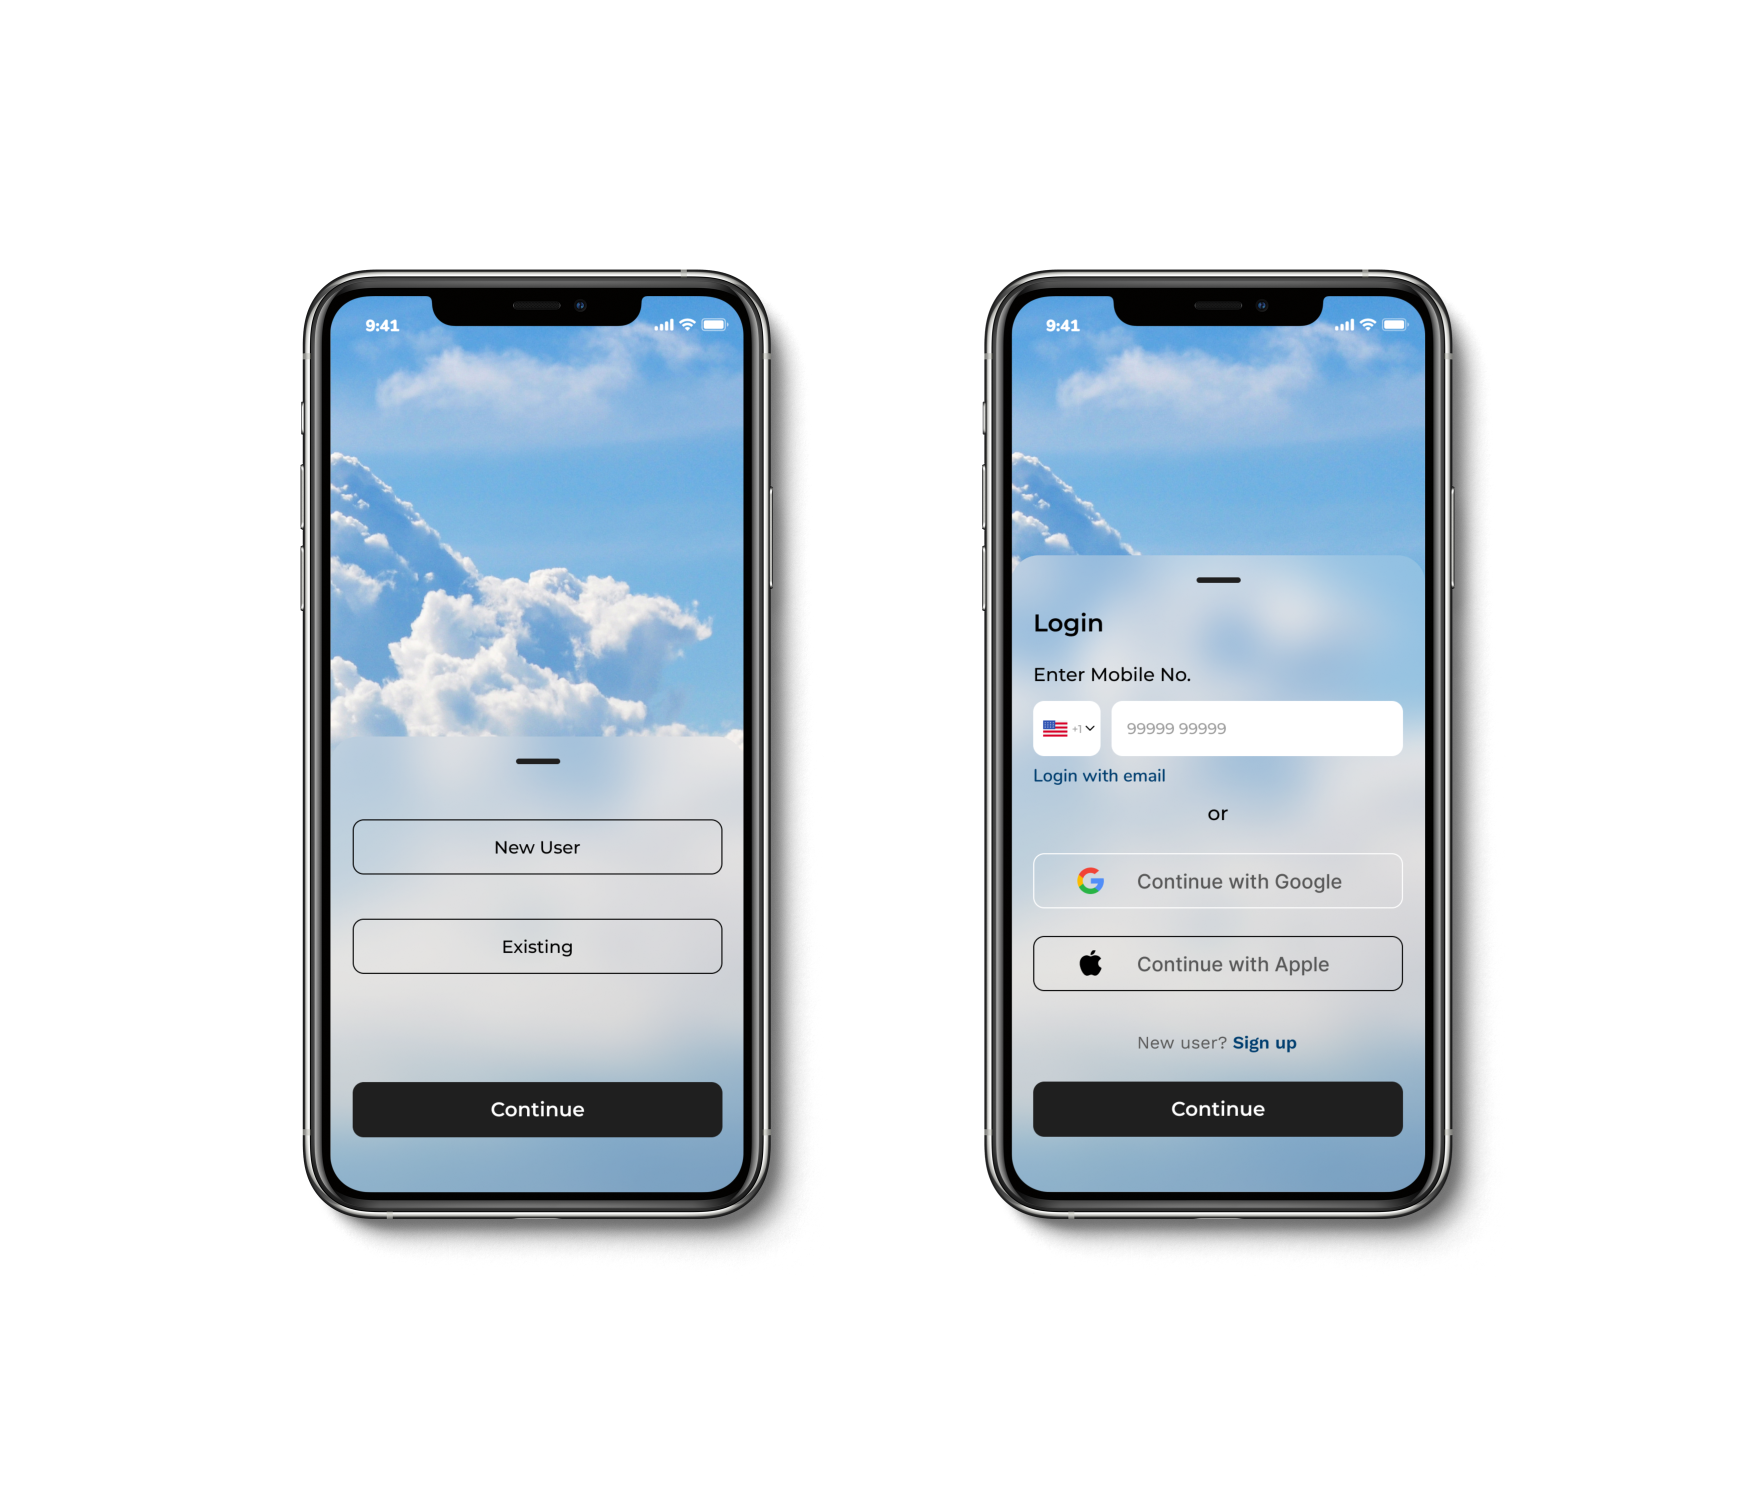 9:41
New User
Existing
Continue
9:41
Login
Enter Mobile No.
+1
99999 99999
Login with email
or
Continue with Google
Continue with Apple
New user? Sign up
Continue